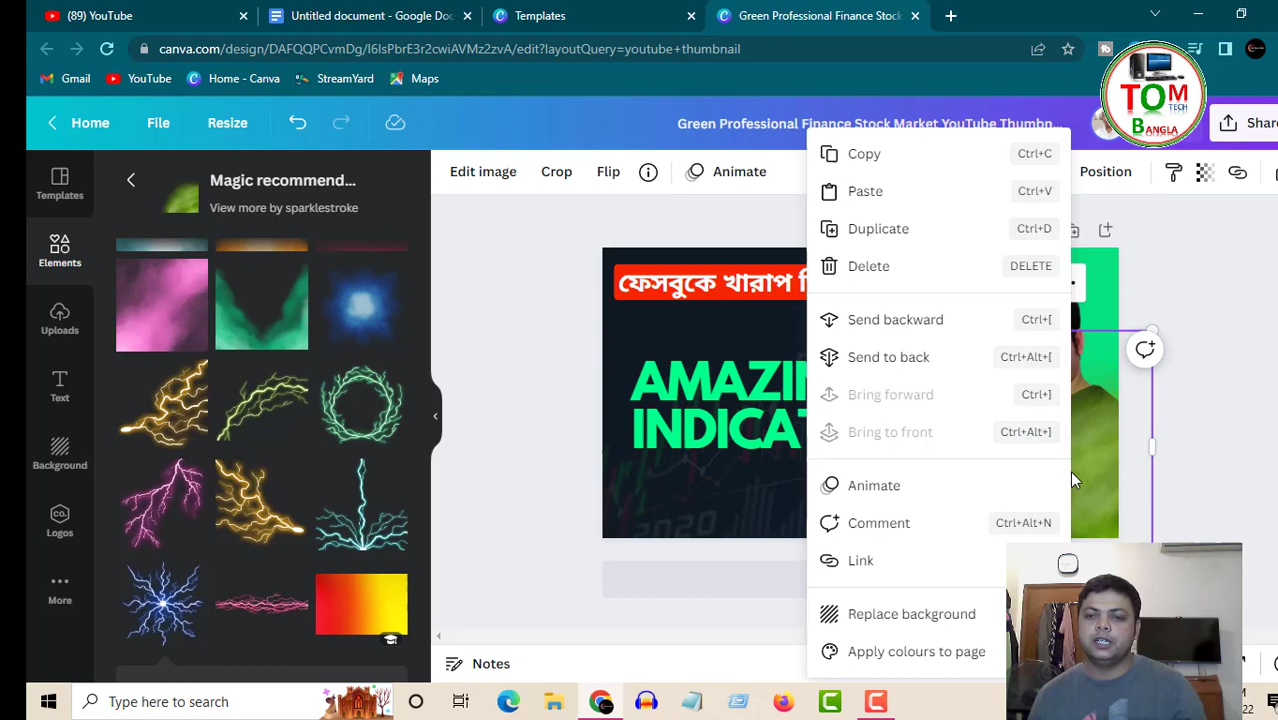 (89) YouTube
Untitled document - Google Doc
Templates
Green Professional Finance Stock
canva.com/design/DAFQQPCvmDg/I6IsPbrE3r2cwiAVMz2zvA/edit?layoutQuery=youtube+thumbnail
Gmail
YouTube
Home - Canva
StreamYard
Maps
TOM
TECH
BANGLA
Home
File
Resize
Green Professional Finance Stock Market YouTube Thumbn...
Share
Templates
Elements
Uploads
Text
Background
Logos
More
Magic recommend...
View more by sparklestroke
Edit image
Crop
Flip
Animate
Position
ফেসবুকে খারাপ
AMAZIN
INDICAT
2020
Copy Ctrl+C
Paste Ctrl+V
Duplicate Ctrl+D
Delete DELETE
Send backward Ctrl+[
Send to back Ctrl+Alt+[
Bring forward Ctrl+]
Bring to front Ctrl+Alt+]
Animate
Comment Ctrl+Alt+N
Link
Replace background
Apply colours to page
Notes
Type here to search
22